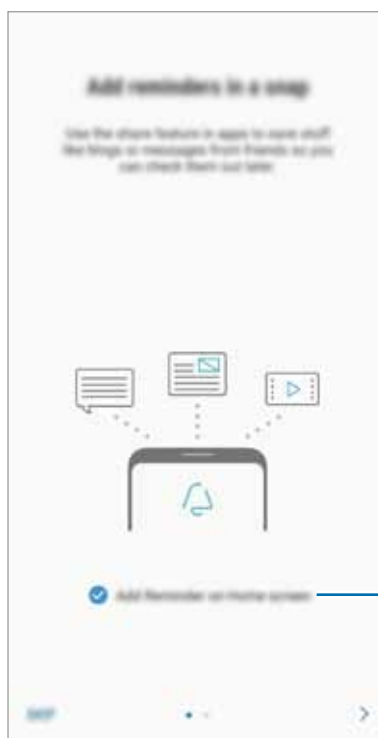 Add reminders in a snap
Use the share feature in apps to save stuff
like blogs or messages from friends so you
can check them out later.
Add Reminder on Home screen
SKIP